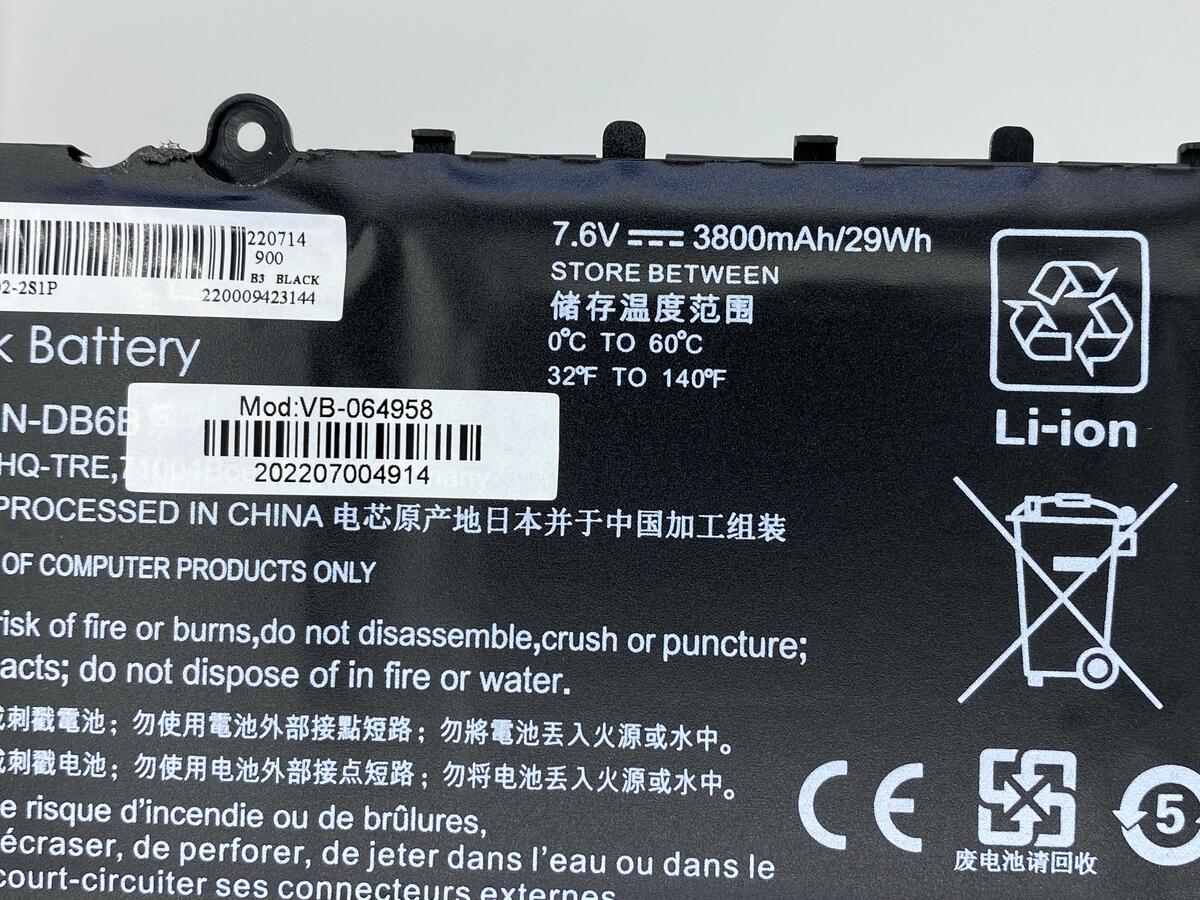 220714
900
B3 BLACK
02-2S1P
220009423144
k Battery
7.6V 3800mAh/29Wh
STORE BETWEEN
储存温度范围
0°C TO 60°C
32°F TO 140°F
Li-ion
Mod:VB-064958
202207004914
N-DB6B
HQ-TRE,71004
PROCESSED IN CHINA 电芯原产地日本并于中国加工组装
OF COMPUTER PRODUCTS ONLY
risk of fire or burns,do not disassemble,crush or puncture;
acts; do not dispose of in fire or water.
或刺戳電池；勿使用電池外部接點短路；勿將電池丟入火源或水中。
或刺戳电池；勿使用电池外部接点短路；勿将电池丢入火源或水中。
e risque d'incendie ou de brûlures,
écraser, de perforer, de jeter dans l'eau ou dans le
court-circuiter ses connecteurs externes.
CE
废电池请回收
5